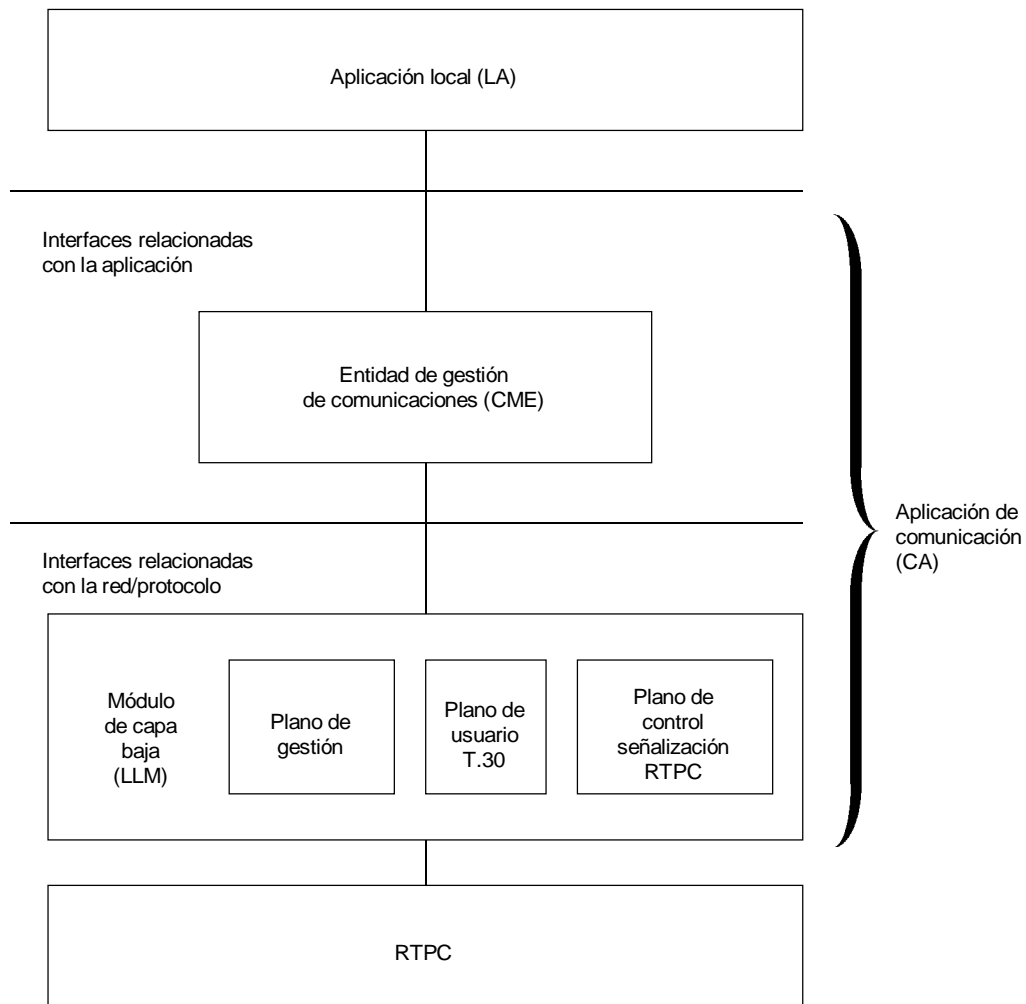 Aplicación local (LA)
Interfaces relacionadas
con la aplicación
Entidad de gestión
de comunicaciones (CME)
Aplicación de
comunicación
(CA)
Interfaces relacionadas
con la red/protocolo
Módulo
de capa
baja
(LLM)
Plano de
gestión
Plano de
usuario
T.30
Plano de
control
señalización
RTPC
RTPC